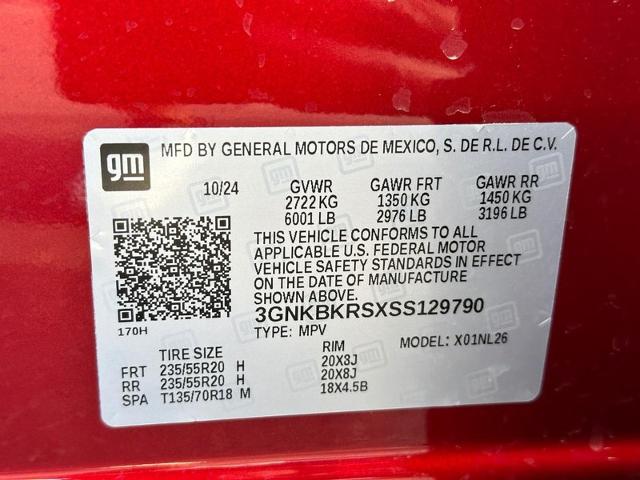 gm MFD BY GENERAL MOTORS DE MEXICO, S. DE R.L. DE C.V.
10/24 GVWR GAWR FRT GAWR RR
2722 KG 1350 KG 1450 KG
6001 LB 2976 LB 3196 LB
THIS VEHICLE CONFORMS TO ALL
APPLICABLE U.S. FEDERAL MOTOR
VEHICLE SAFETY STANDARDS IN EFFECT
ON THE DATE OF MANUFACTURE
SHOWN ABOVE.
3GNKBKRSXSS129790
170H TYPE: MPV MODEL: X01NL26
TIRE SIZE RIM
FRT 235/55R20 H 20X8J
RR 235/55R20 H 20X8J
SPA T135/70R18 M 18X4.5B